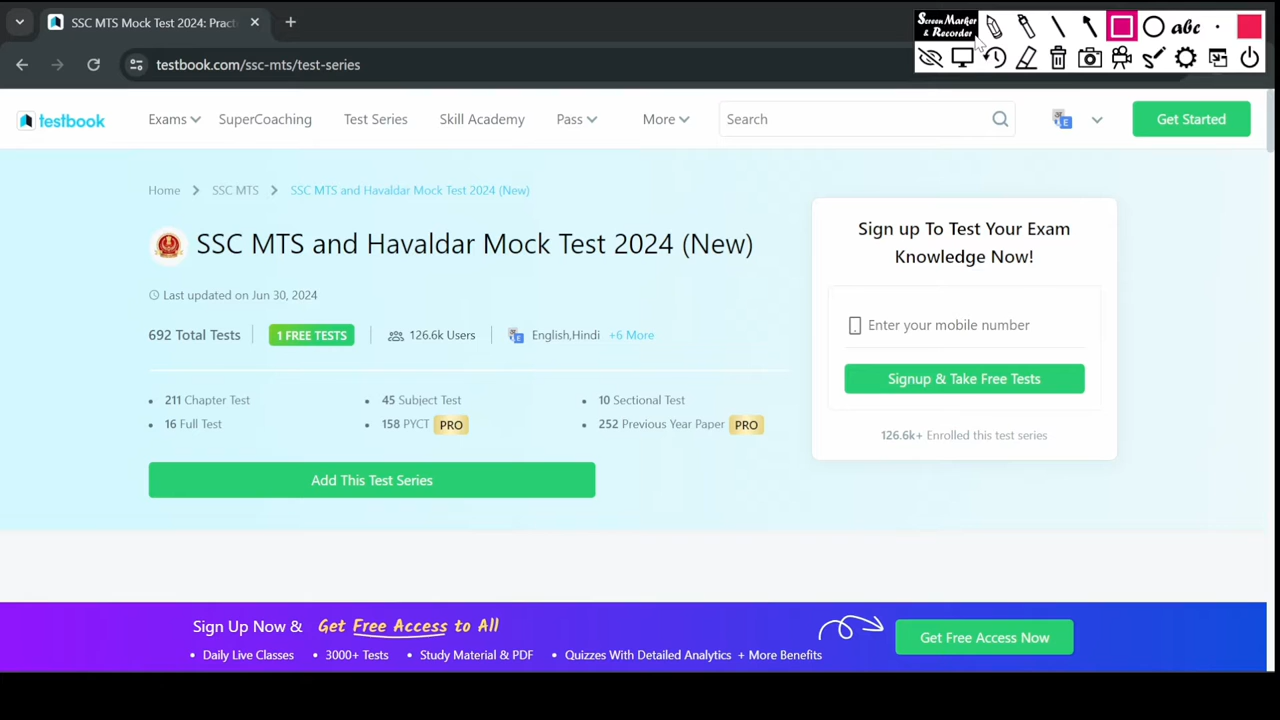 SSC MTS Mock Test 2024: Pract
Screen Marker
& Recorder
abc
testbook.com/ssc-mts/test-series
testbook
Exams
SuperCoaching
Test Series
Skill Academy
Pass
More
Search
E
Get Started
Home
SSC MTS
SSC MTS and Havaldar Mock Test 2024 (New)
SSC MTS and Havaldar Mock Test 2024 (New)
Last updated on Jun 30, 2024
692 Total Tests
1 FREE TESTS
126.6k Users
E
English,Hindi
+6 More
• 211 Chapter Test
• 45 Subject Test
• 10 Sectional Test
• 16 Full Test
• 158 PYCT PRO
• 252 Previous Year Paper PRO
Add This Test Series
Sign up To Test Your Exam
Knowledge Now!
Enter your mobile number
Signup & Take Free Tests
126.6k+ Enrolled this test series
Sign Up Now & Get Free Access to All
• Daily Live Classes • 3000+ Tests • Study Material & PDF • Quizzes With Detailed Analytics + More Benefits
Get Free Access Now